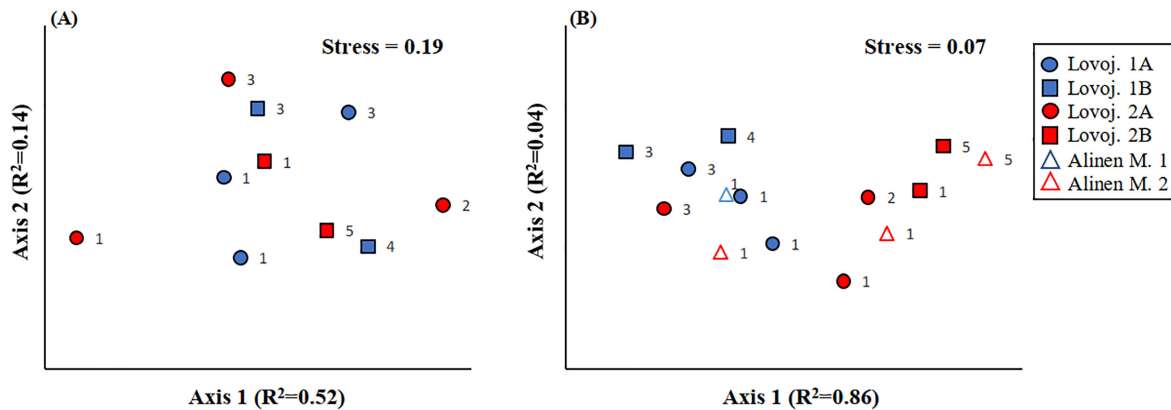 (A)
Stress = 0.19
3
3
3
1
1
2
1
5
4
1
Axis 2 (R²=0.14)
Axis 1 (R²=0.52)
(B)
Stress = 0.07
4
5
3
5
3
1
1
1
2
3
1
1
1
1
Axis 2 (R²=0.04)
Axis 1 (R²=0.86)
Lovoj. 1A
Lovoj. 1B
Lovoj. 2A
Lovoj. 2B
Alinen M. 1
Alinen M. 2